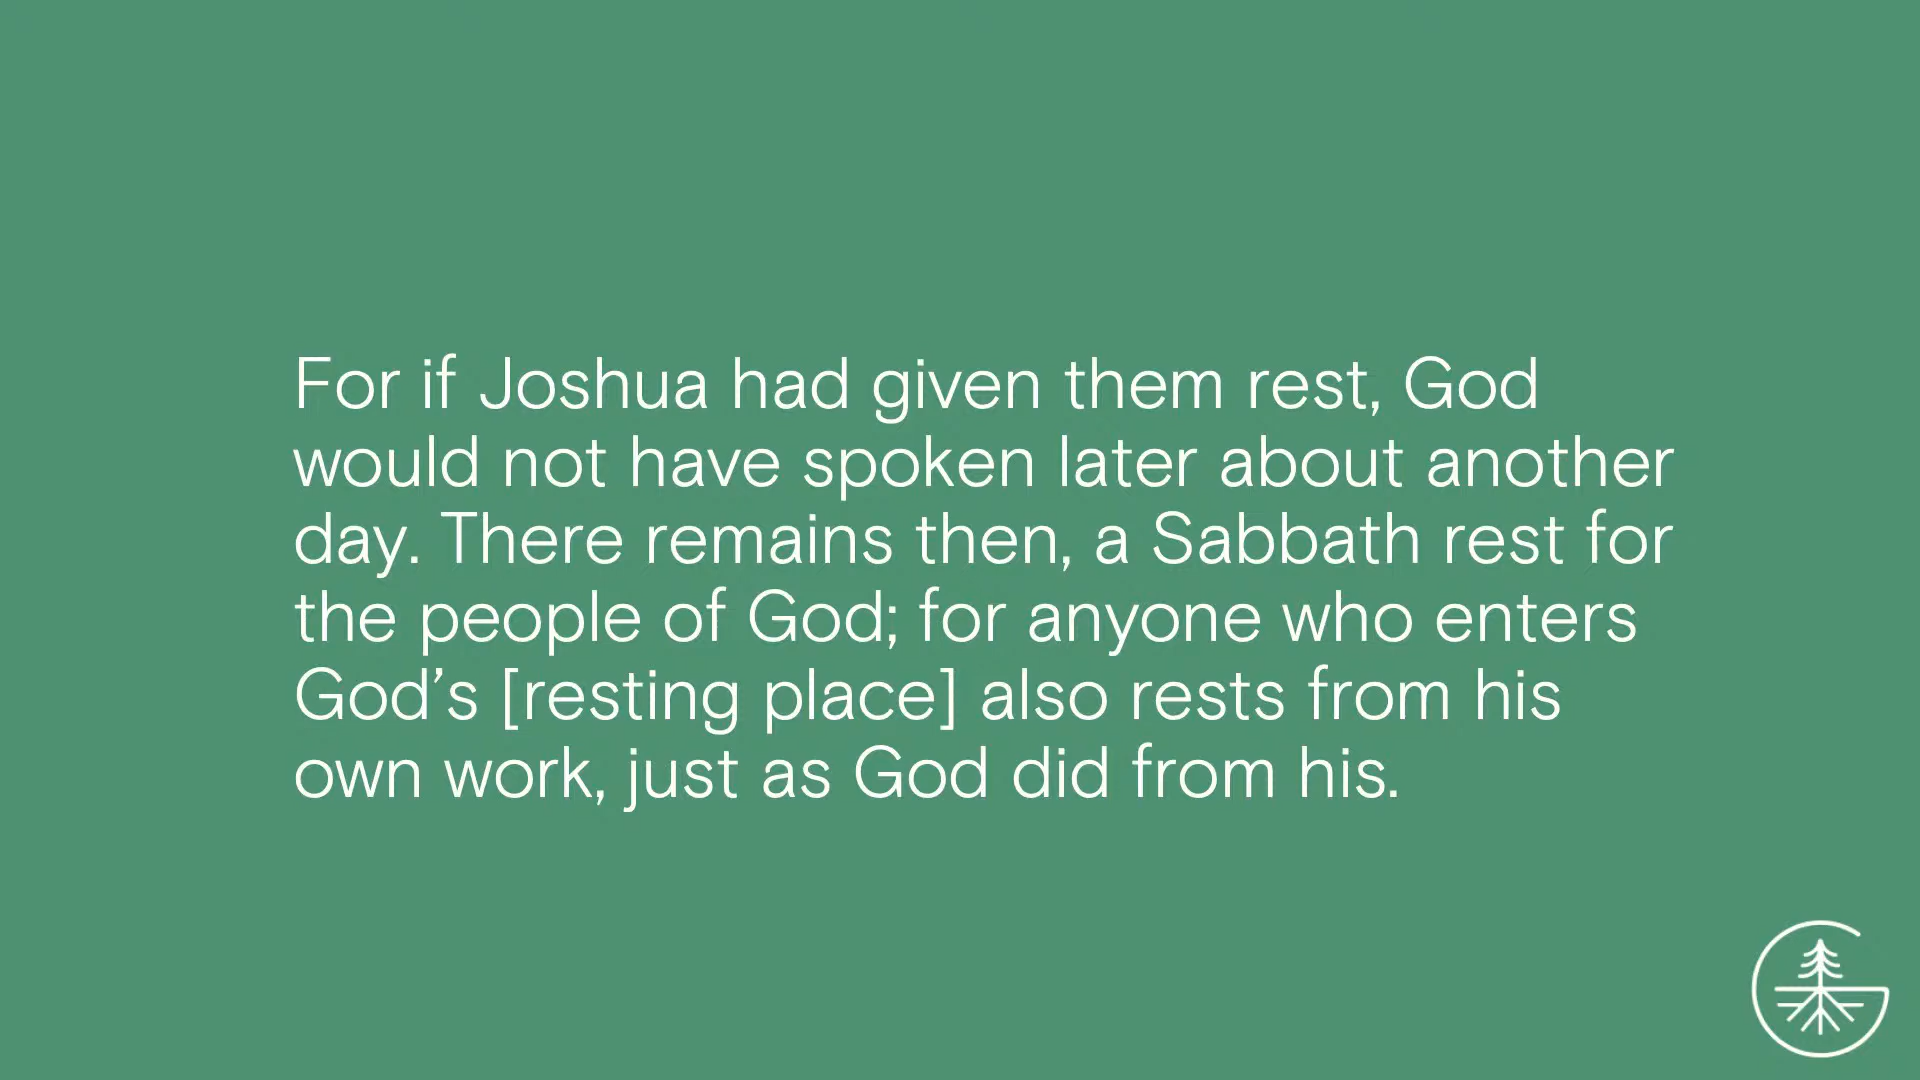 For if Joshua had given them rest, God
would not have spoken later about another
day. There remains then, a Sabbath rest for
the people of God; for anyone who enters
God’s [resting place] also rests from his
own work, just as God did from his.